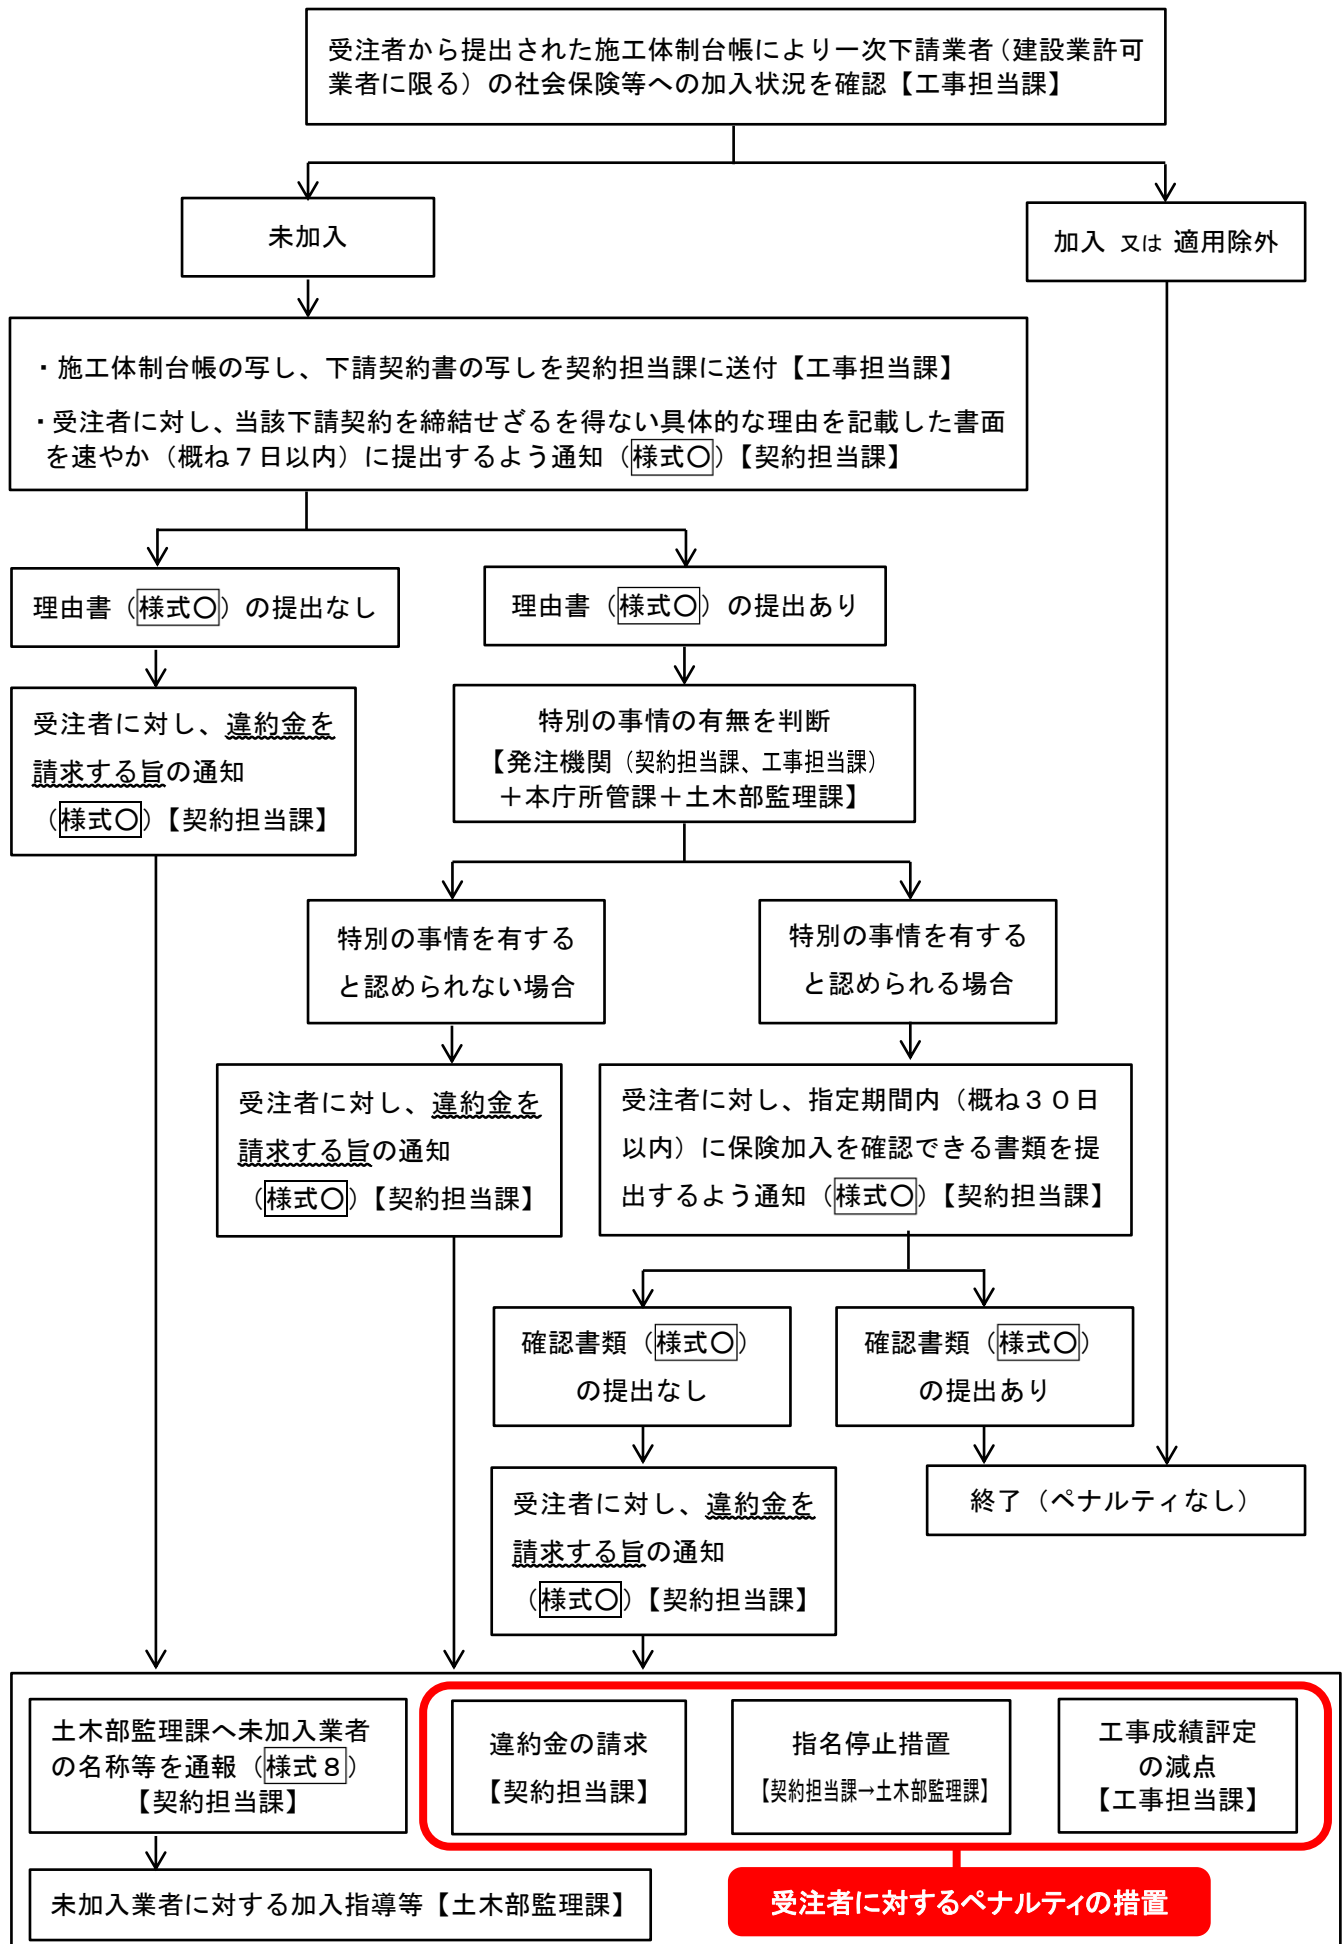 受注者から提出された施工体制台帳により一次下請業者（建設業許可
業者に限る）の社会保険等への加入状況を確認【工事担当課】
未加入
加入 又は 適用除外
・施工体制台帳の写し、下請契約書の写しを契約担当課に送付【工事担当課】
・受注者に対し、当該下請契約を締結せざるを得ない具体的な理由を記載した書面
を速やか（概ね７日以内）に提出するよう通知（様式〇）【契約担当課】
理由書（様式〇）の提出なし
理由書（様式〇）の提出あり
受注者に対し、違約金を
請求する旨の通知
（様式〇）【契約担当課】
特別の事情の有無を判断
【発注機関（契約担当課、工事担当課）
＋本庁所管課＋土木部監理課】
特別の事情を有する
と認められない場合
特別の事情を有する
と認められる場合
受注者に対し、違約金を
請求する旨の通知
（様式〇）【契約担当課】
受注者に対し、指定期間内（概ね３０日
以内）に保険加入を確認できる書類を提
出するよう通知（様式〇）【契約担当課】
確認書類（様式〇）
の提出なし
確認書類（様式〇）
の提出あり
受注者に対し、違約金を
請求する旨の通知
（様式〇）【契約担当課】
終了（ペナルティなし）
土木部監理課へ未加入業者
の名称等を通報（様式８）
【契約担当課】
違約金の請求
【契約担当課】
指名停止措置
【契約担当課→土木部監理課】
工事成績評定
の減点
【工事担当課】
未加入業者に対する加入指導等【土木部監理課】
受注者に対するペナルティの措置